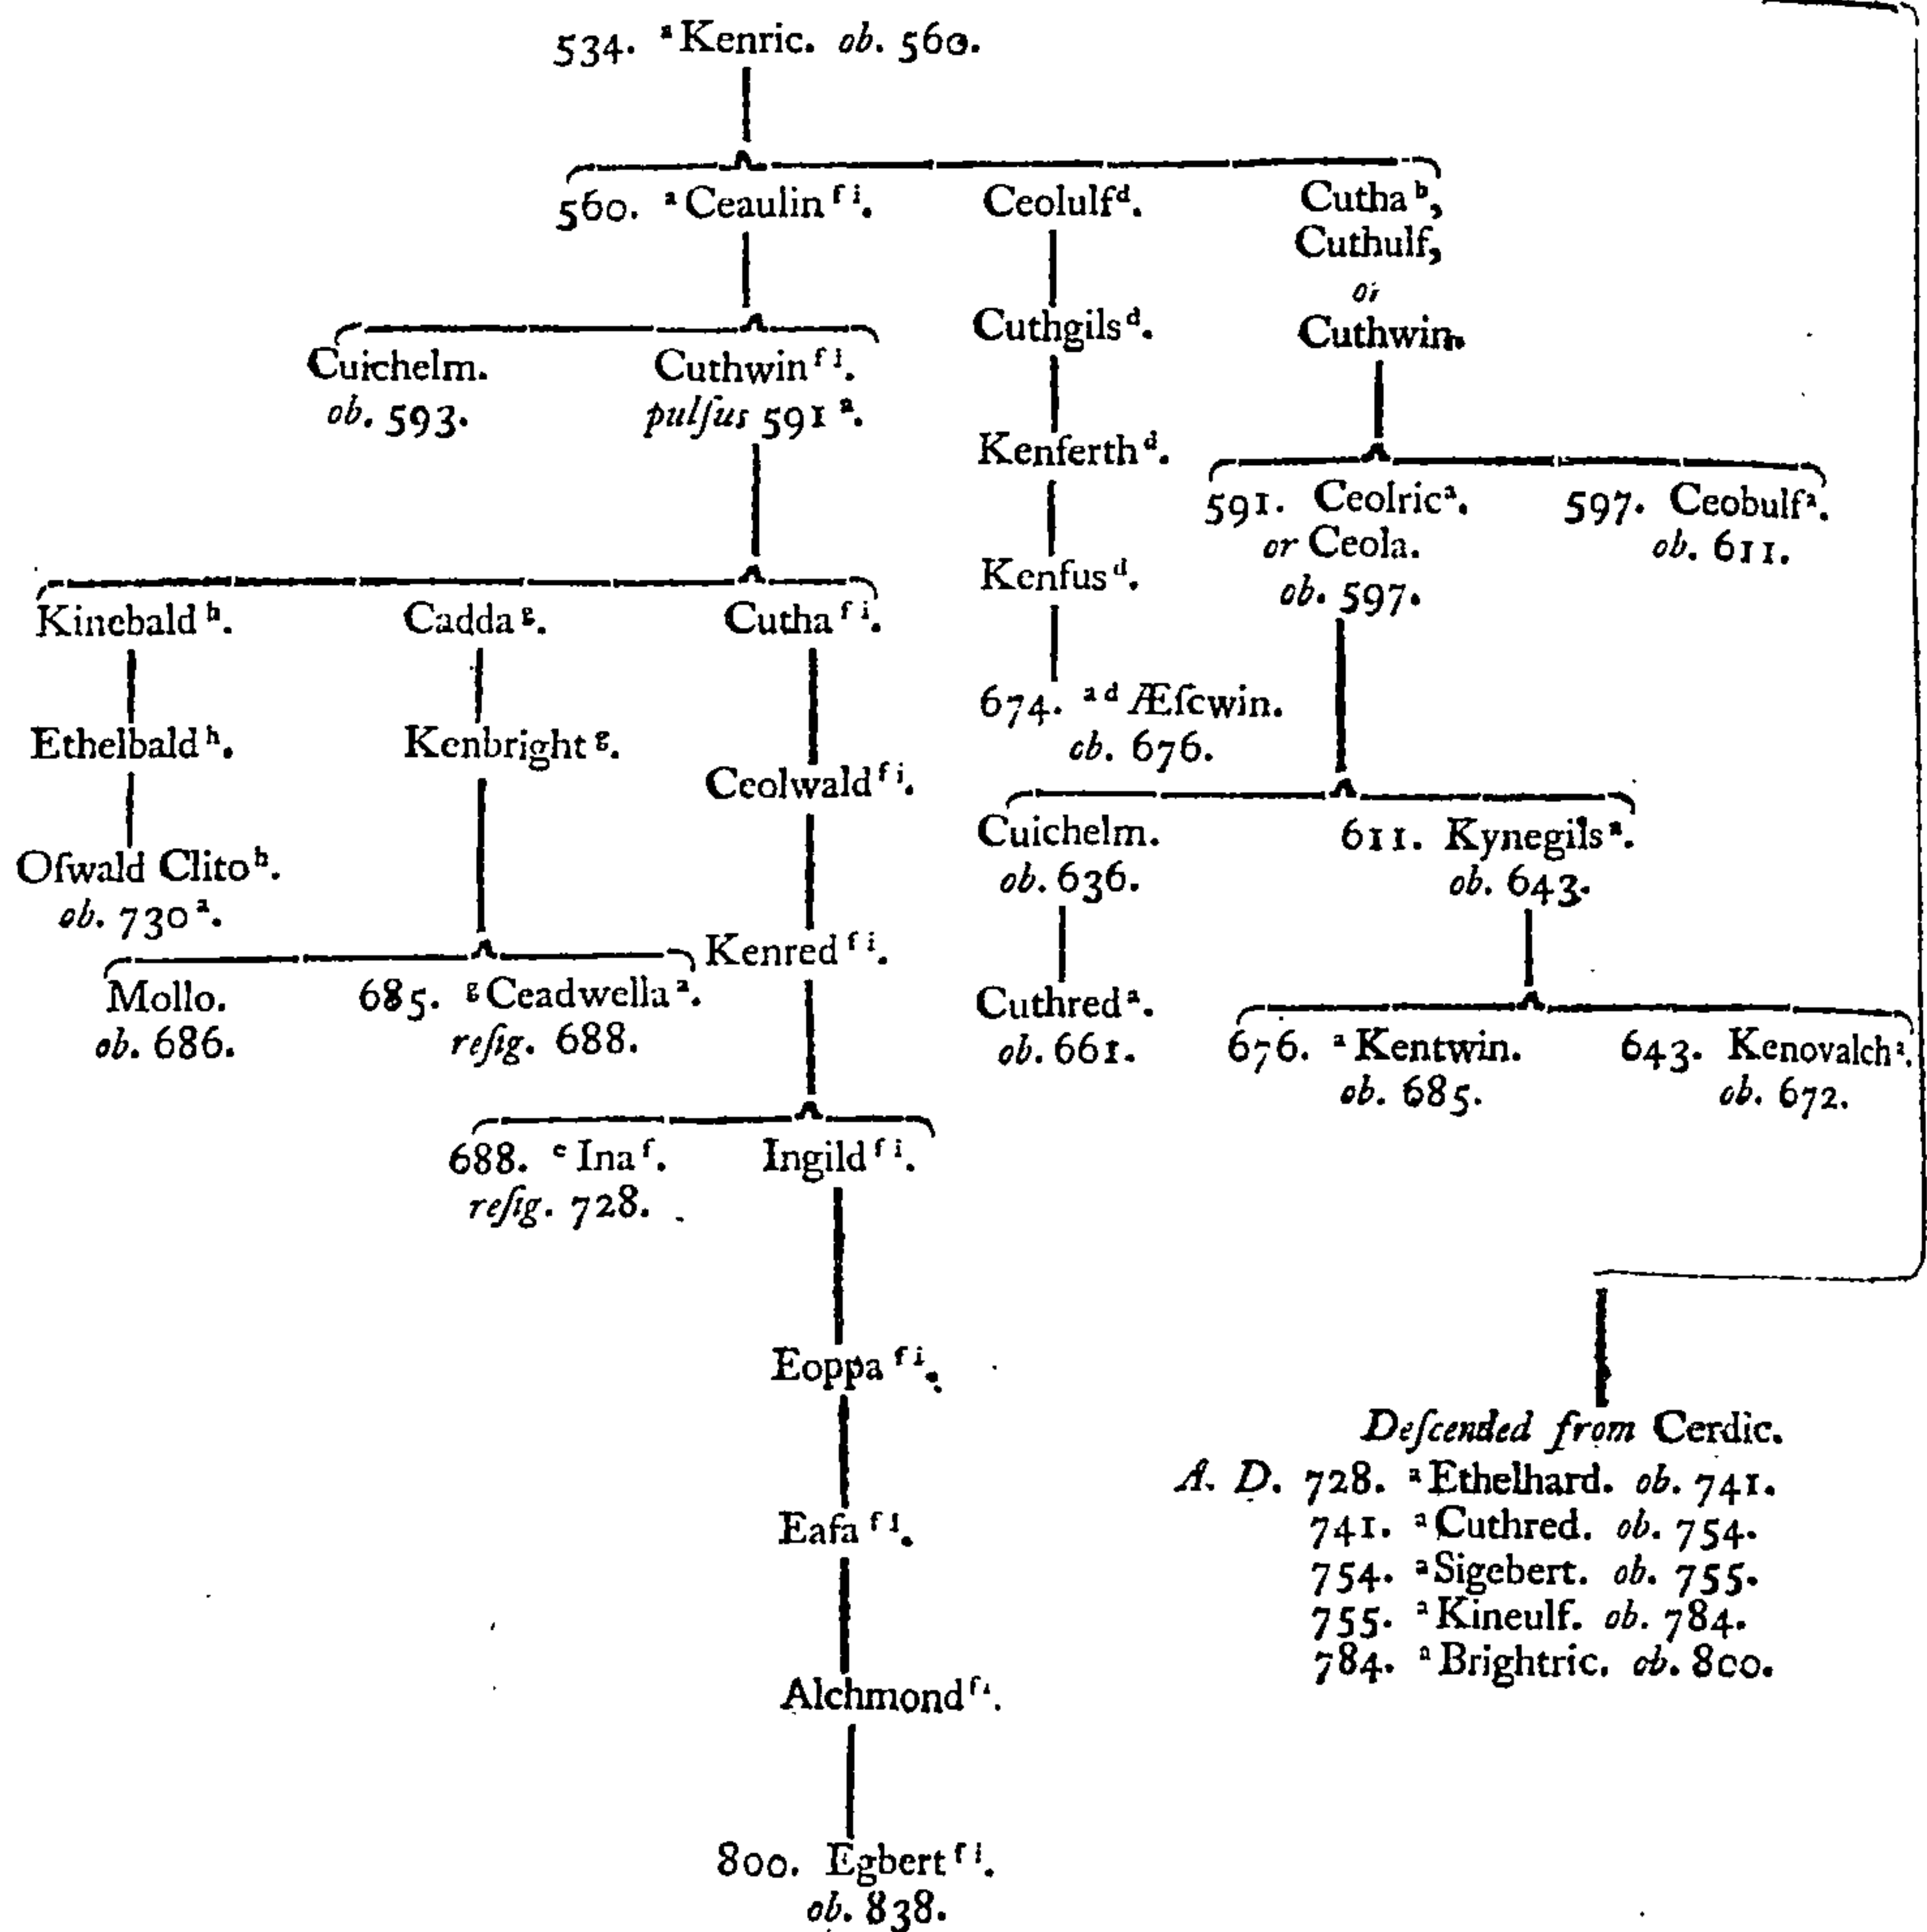 534. ᵃ Kenric. ob. 560.
560. ᵃ Ceaulin ᶠ ⁱ. Ceolulf ᵈ. Cutha ᵇ,
Cuthulf,
or
Cuthgils ᵈ. Cuthwin.
Cuichelm. Cuthwin ᶠ ⁱ.
ob. 593. pulſus 591 ᵃ.
Kenferth ᵈ.
591. Ceolric ᵃ. 597. Ceobulf ᵃ.
or Ceola. ob. 611.
Kenfus ᵈ. ob. 597.
Kinebald ʰ. Cadda ᵍ. Cutha ᶠ ⁱ.
674. ᵃ ᵈ Æſcwin.
ob. 676.
Ethelbald ʰ. Kenbright ᵍ.
Ceolwald ᶠ ⁱ.
Cuichelm. 611. Kynegils ᵃ.
ob. 636. ob. 643.
Oſwald Clito ʰ.
ob. 730 ᵃ.
Kenred ᶠ ⁱ.
Mollo. 685. ᵍ Ceadwella ᵃ. Cuthred ᵃ.
ob. 686. reſig. 688. ob. 661.
676. ᵃ Kentwin. 643. Kenovalch ᵃ.
ob. 685. ob. 672.
688. ᵉ Ina ᶠ. Ingild ᶠ ⁱ.
reſig. 728.
Eoppa ᶠ ⁱ.
Eafa ᶠ ⁱ.
Alchmond ᶠ ⁱ.
800. Egbert ᶠ ⁱ.
ob. 838.
Deſcended from Cerdic.
A. D. 728. ᵃ Ethelhard. ob. 741.
741. ᵃ Cuthred. ob. 754.
754. ᵃ Sigebert. ob. 755.
755. ᵃ Kineulf. ob. 784.
784. ᵃ Brightric. ob. 800.